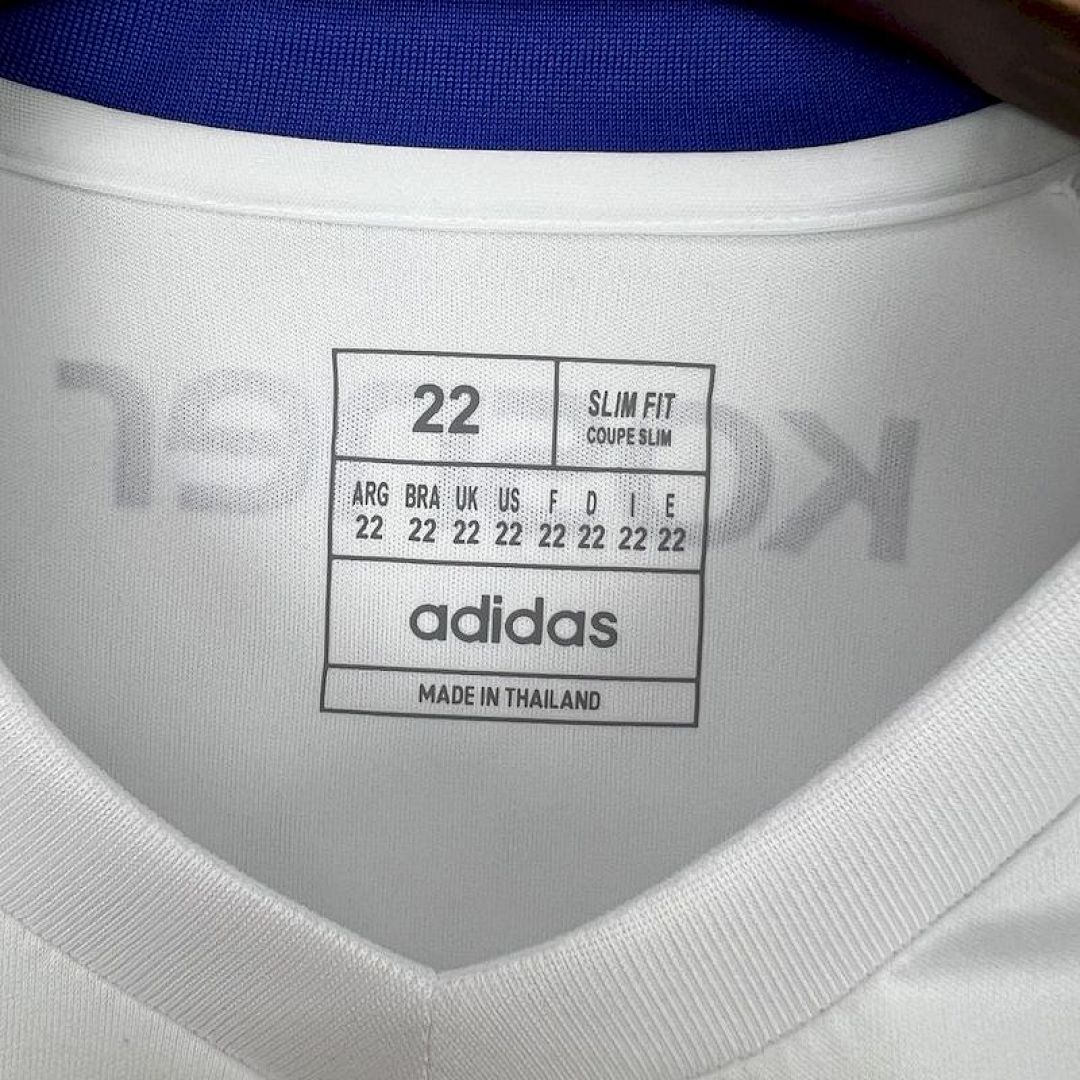 22
SLIM FIT
COUPE SLIM
ARG BRA UK US F D I E
22 22 22 22 22 22 22 22
adidas
MADE IN THAILAND